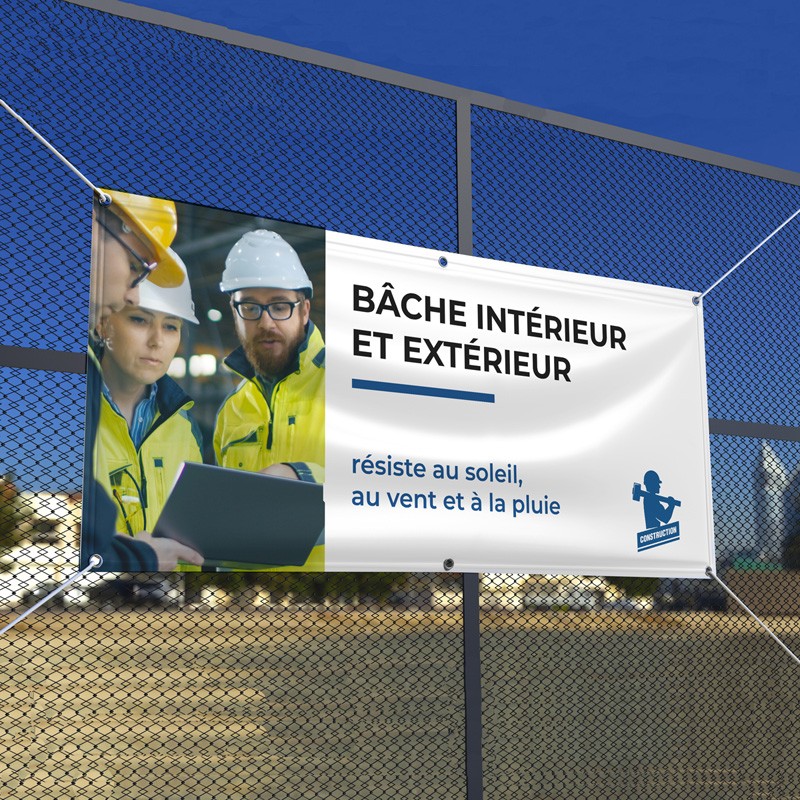 BÂCHE INTÉRIEUR
ET EXTÉRIEUR
résiste au soleil,
au vent et à la pluie
CONSTRUCTION